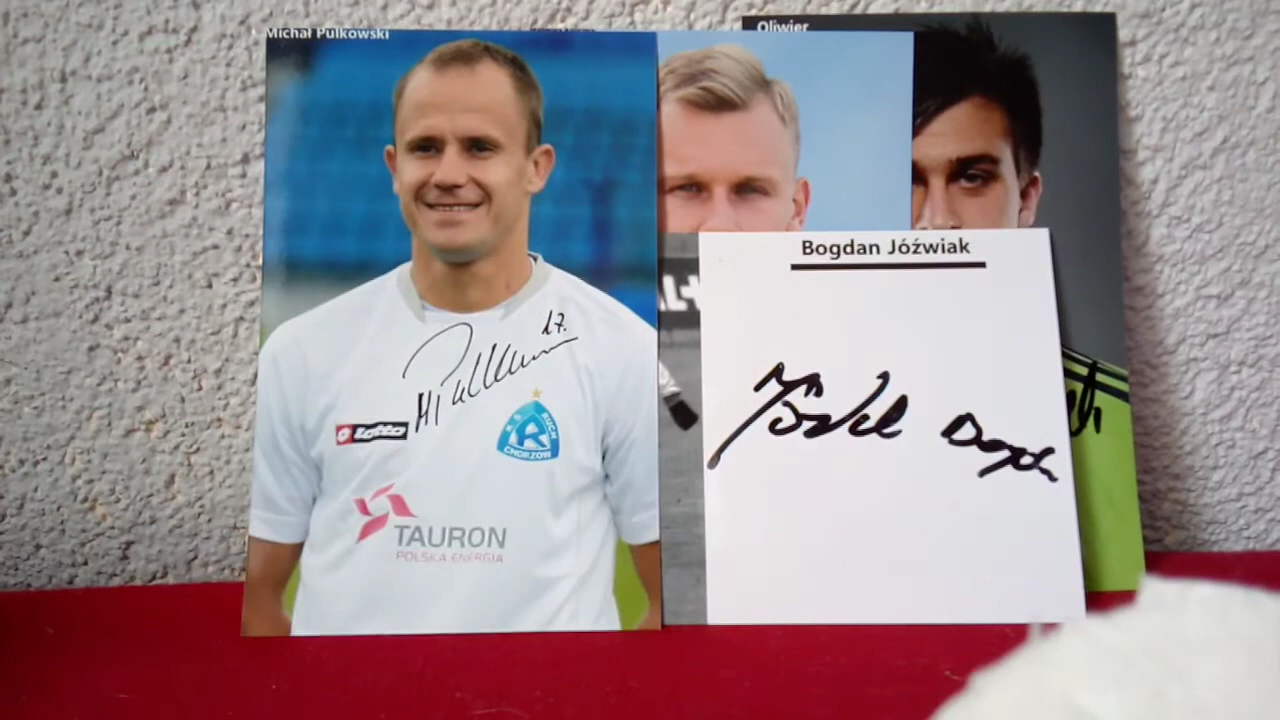 Michał Pulkowski
Oliwier
Bogdan Jóźwiak
17.
lotto
K.S. RUCH
R
CHORZÓW
TAURON
POLSKA ENERGIA